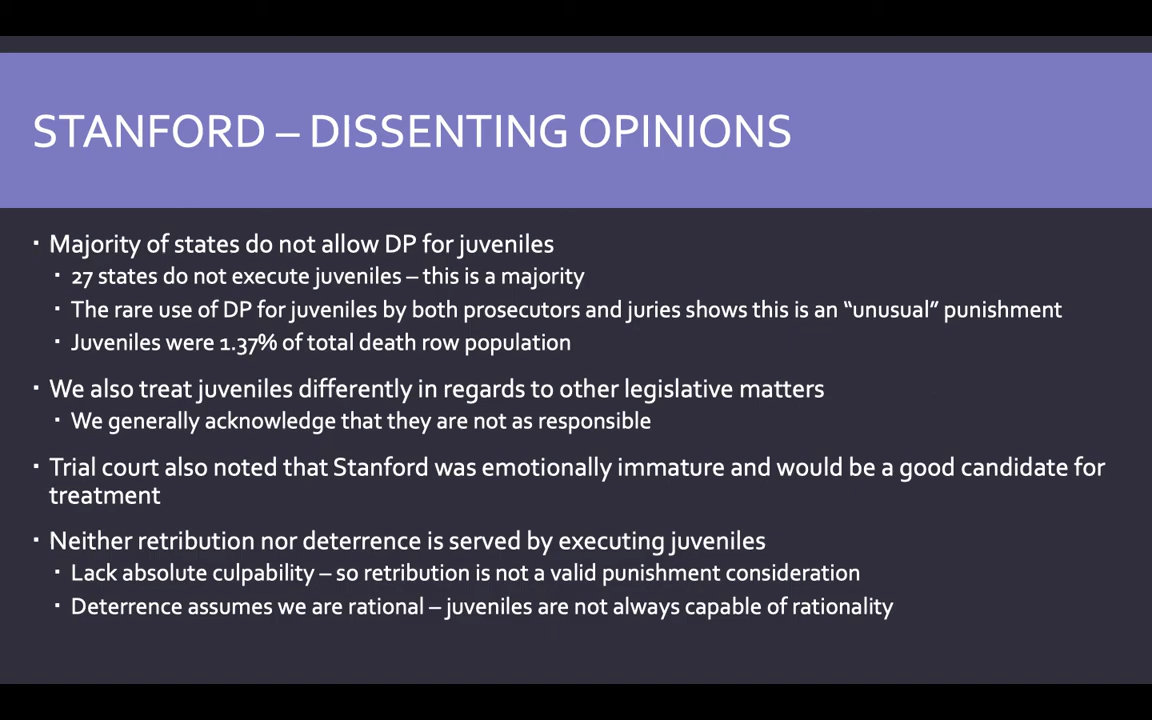 STANFORD – DISSENTING OPINIONS
▪ Majority of states do not allow DP for juveniles
▪ 27 states do not execute juveniles – this is a majority
▪ The rare use of DP for juveniles by both prosecutors and juries shows this is an “unusual” punishment
▪ Juveniles were 1.37% of total death row population
▪ We also treat juveniles differently in regards to other legislative matters
▪ We generally acknowledge that they are not as responsible
▪ Trial court also noted that Stanford was emotionally immature and would be a good candidate for
treatment
▪ Neither retribution nor deterrence is served by executing juveniles
▪ Lack absolute culpability – so retribution is not a valid punishment consideration
▪ Deterrence assumes we are rational – juveniles are not always capable of rationality